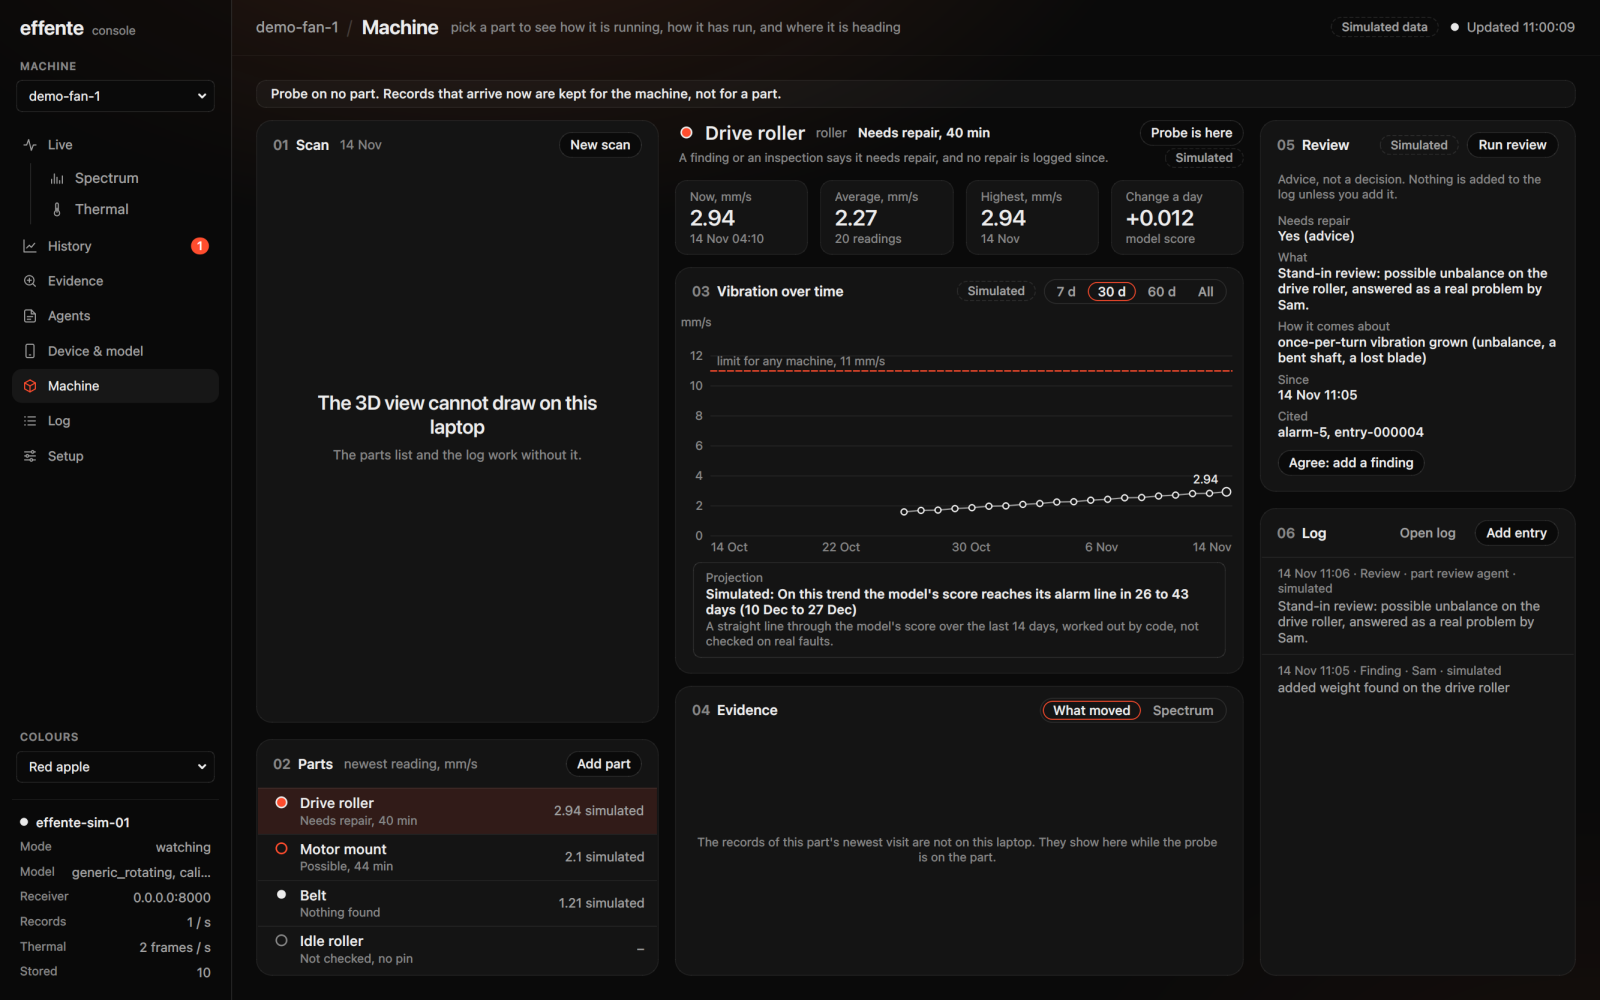 effente console
MACHINE
demo-fan-1
Live
Spectrum
Thermal
History 1
Evidence
Agents
Device & model
Machine
Log
Setup
COLOURS
Red apple
effente-sim-01
Mode watching
Model generic_rotating, cali...
Receiver 0.0.0.0:8000
Records 1 / s
Thermal 2 frames / s
Stored 10
demo-fan-1 / Machine pick a part to see how it is running, how it has run, and where it is heading
Simulated data Updated 11:00:09
Probe on no part. Records that arrive now are kept for the machine, not for a part.
01 Scan 14 Nov New scan
The 3D view cannot draw on this
laptop
The parts list and the log work without it.
02 Parts newest reading, mm/s Add part
Drive roller
Needs repair, 40 min
2.94 simulated
Motor mount
Possible, 44 min
2.1 simulated
Belt
Nothing found
1.21 simulated
Idle roller
Not checked, no pin
–
Drive roller roller Needs repair, 40 min Probe is here
A finding or an inspection says it needs repair, and no repair is logged since. Simulated
Now, mm/s
2.94
14 Nov 04:10
Average, mm/s
2.27
20 readings
Highest, mm/s
2.94
14 Nov
Change a day
+0.012
model score
03 Vibration over time Simulated 7 d 30 d 60 d All
mm/s
12
limit for any machine, 11 mm/s
10
8
6
4
2.94
2
0
14 Oct 22 Oct 30 Oct 6 Nov 14 Nov
Projection
Simulated: On this trend the model's score reaches its alarm line in 26 to 43
days (10 Dec to 27 Dec)
A straight line through the model's score over the last 14 days, worked out by code, not
checked on real faults.
04 Evidence What moved Spectrum
The records of this part's newest visit are not on this laptop. They show here while the probe
is on the part.
05 Review Simulated Run review
Advice, not a decision. Nothing is added to the
log unless you add it.
Needs repair
Yes (advice)
What
Stand-in review: possible unbalance on the
drive roller, answered as a real problem by
Sam.
How it comes about
once-per-turn vibration grown (unbalance, a
bent shaft, a lost blade)
Since
14 Nov 11:05
Cited
alarm-5, entry-000004
Agree: add a finding
06 Log Open log Add entry
14 Nov 11:06 · Review · part review agent ·
simulated
Stand-in review: possible unbalance on the
drive roller, answered as a real problem by
Sam.
14 Nov 11:05 · Finding · Sam · simulated
added weight found on the drive roller